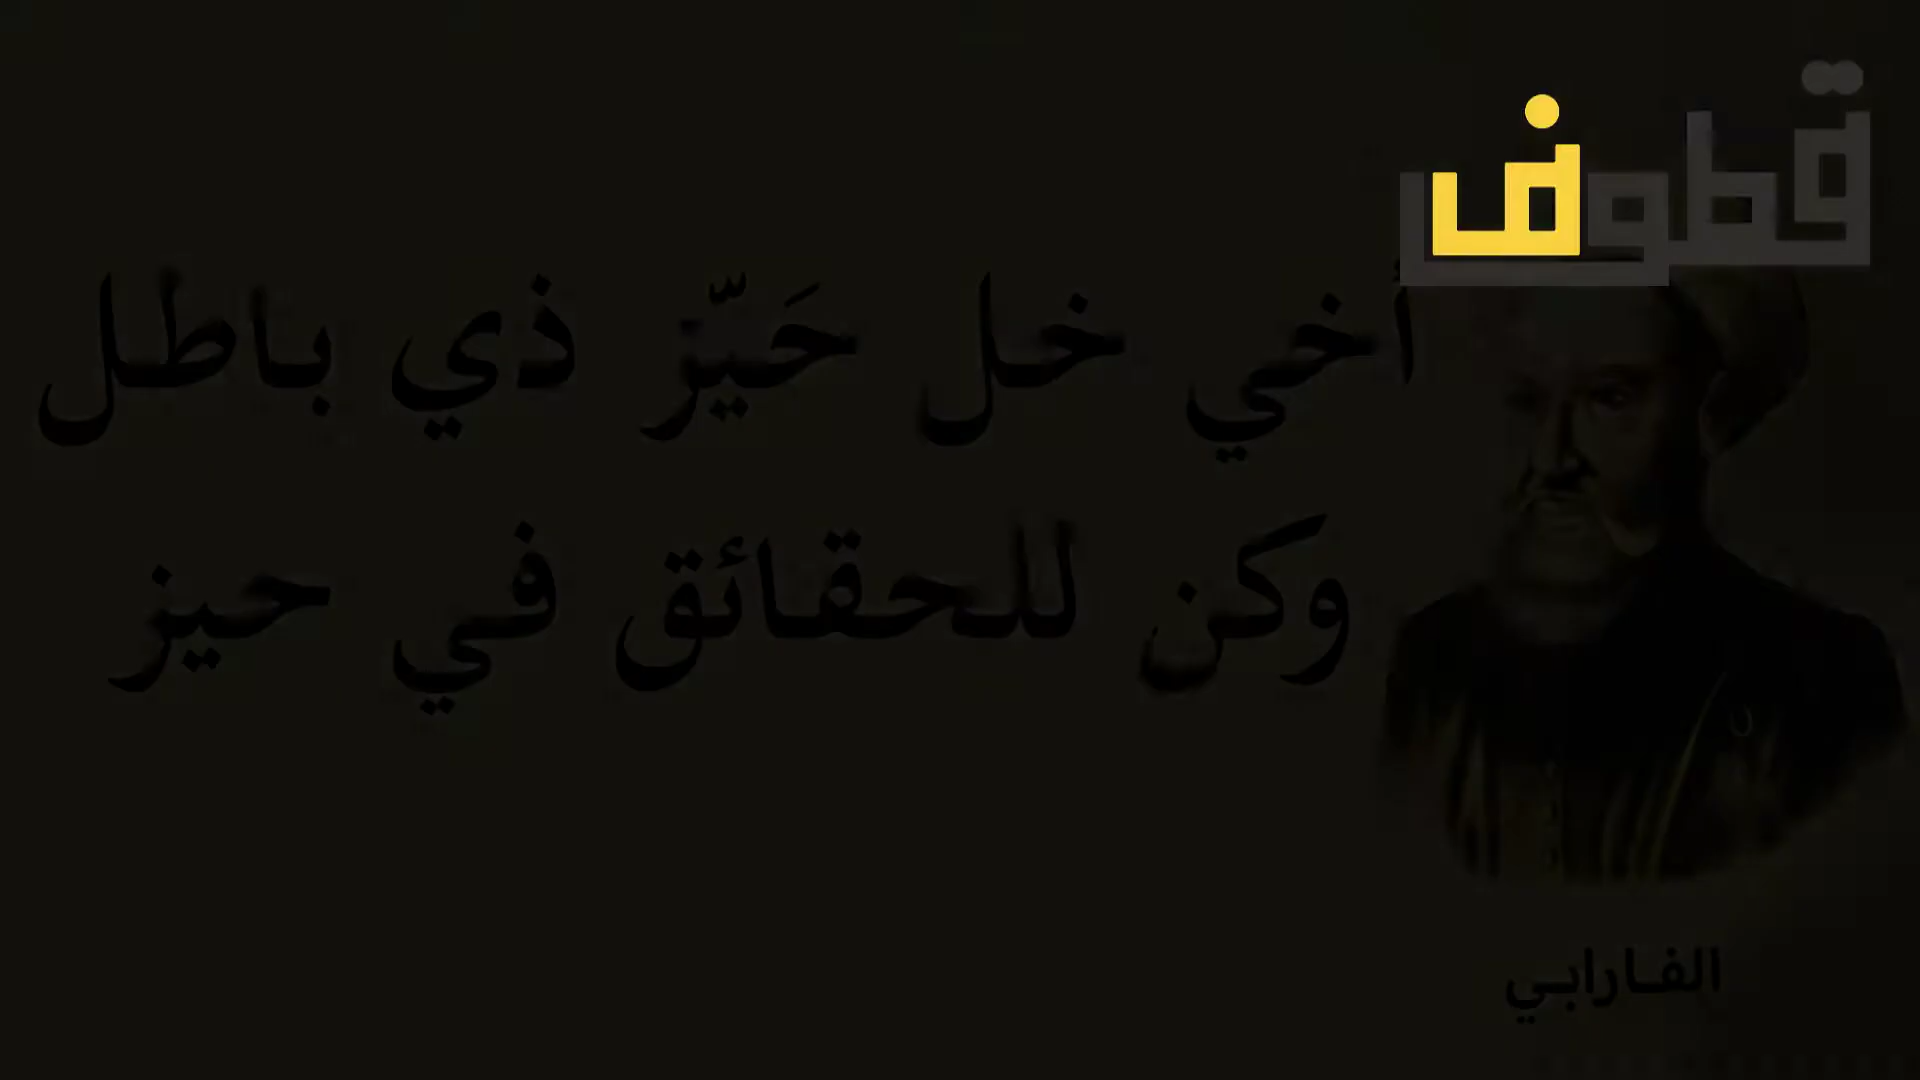 قطوف
أخي خل حَيّز ذي باطل
وكن للحقائق في حيز
الفارابي